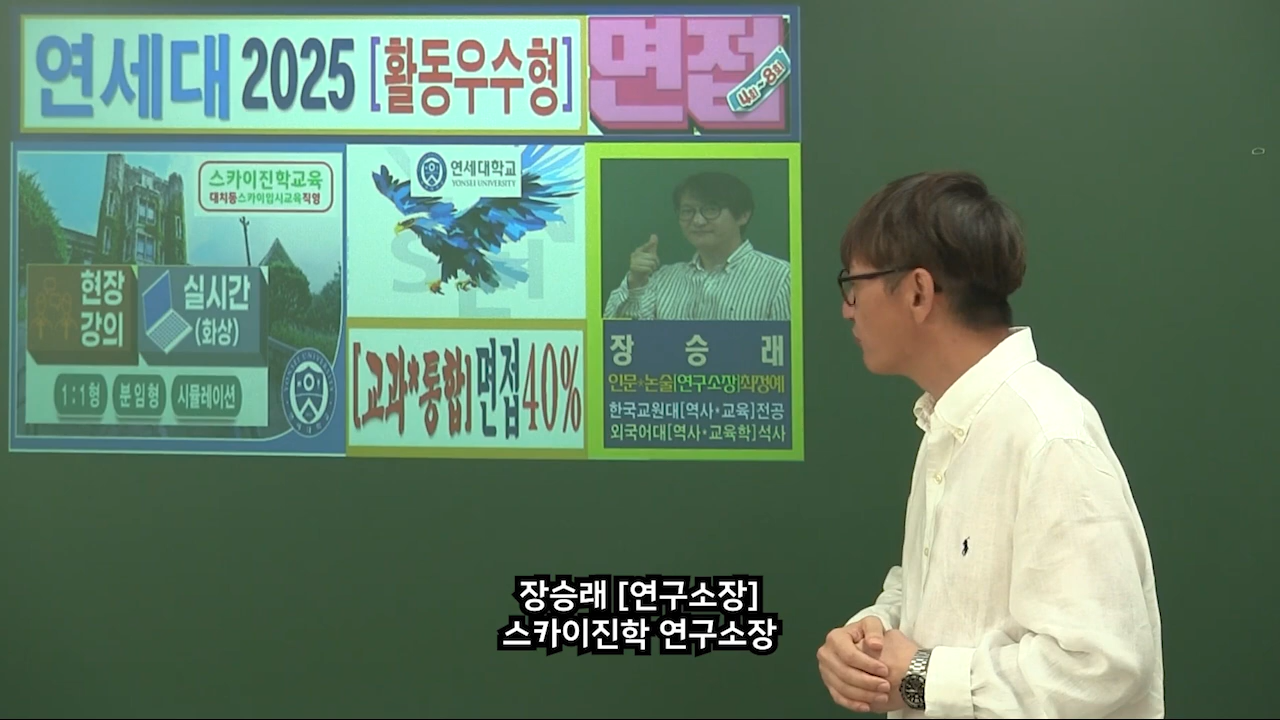 연세대 2025 [활동우수형]
면접
4회~8회
스카이진학교육
대치동스카이입시교육직영
현장
강의
실시간
(화상)
1:1형
분임형
시뮬레이션
연세대학교
YONSEI UNIVERSITY
[교과*통합]면접40%
장 승 래
인문*논술|연구소장|최정예
한국교원대[역사*교육]전공
외국어대[역사*교육학]석사
장승래 [연구소장]
스카이진학 연구소장